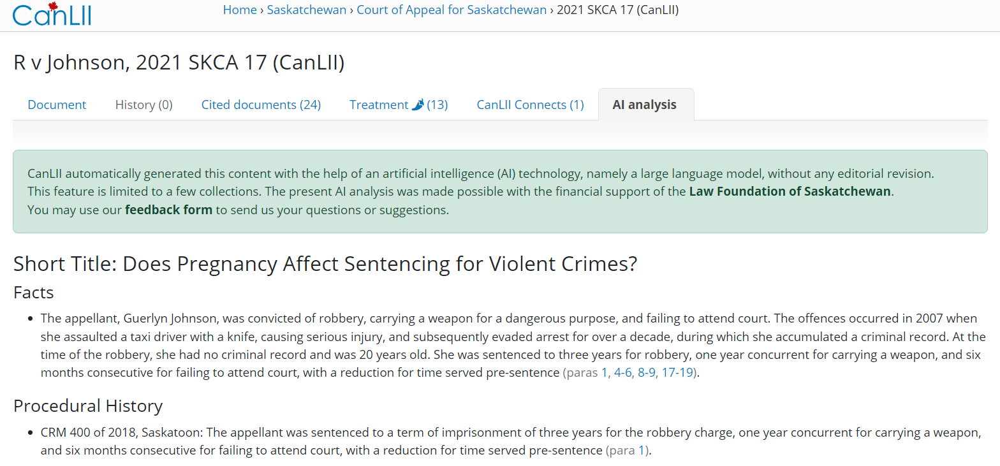 CanLII
Home › Saskatchewan › Court of Appeal for Saskatchewan › 2021 SKCA 17 (CanLII)
R v Johnson, 2021 SKCA 17 (CanLII)
Document History (0) Cited documents (24) Treatment (13) CanLII Connects (1) AI analysis
CanLII automatically generated this content with the help of an artificial intelligence (AI) technology, namely a large language model, without any editorial revision.
This feature is limited to a few collections. The present AI analysis was made possible with the financial support of the Law Foundation of Saskatchewan.
You may use our feedback form to send us your questions or suggestions.
Short Title: Does Pregnancy Affect Sentencing for Violent Crimes?
Facts
• The appellant, Guerlyn Johnson, was convicted of robbery, carrying a weapon for a dangerous purpose, and failing to attend court. The offences occurred in 2007 when
she assaulted a taxi driver with a knife, causing serious injury, and subsequently evaded arrest for over a decade, during which she accumulated a criminal record. At the
time of the robbery, she had no criminal record and was 20 years old. She was sentenced to three years for robbery, one year concurrent for carrying a weapon, and six
months consecutive for failing to attend court, with a reduction for time served pre-sentence (paras 1, 4-6, 8-9, 17-19).
Procedural History
• CRM 400 of 2018, Saskatoon: The appellant was sentenced to a term of imprisonment of three years for the robbery charge, one year concurrent for carrying a weapon,
and six months consecutive for failing to attend court, with a reduction for time served pre-sentence (para 1).